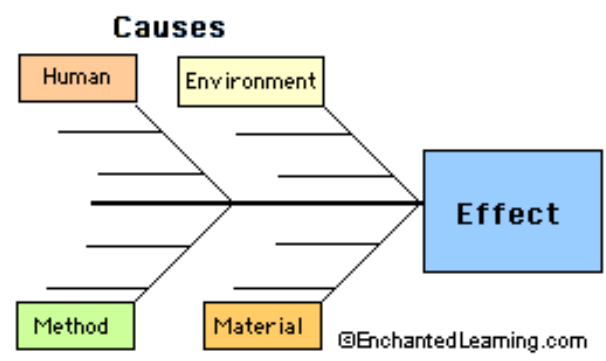 Causes
Human
Environment
Effect
Method
Material
©EnchantedLearning.com